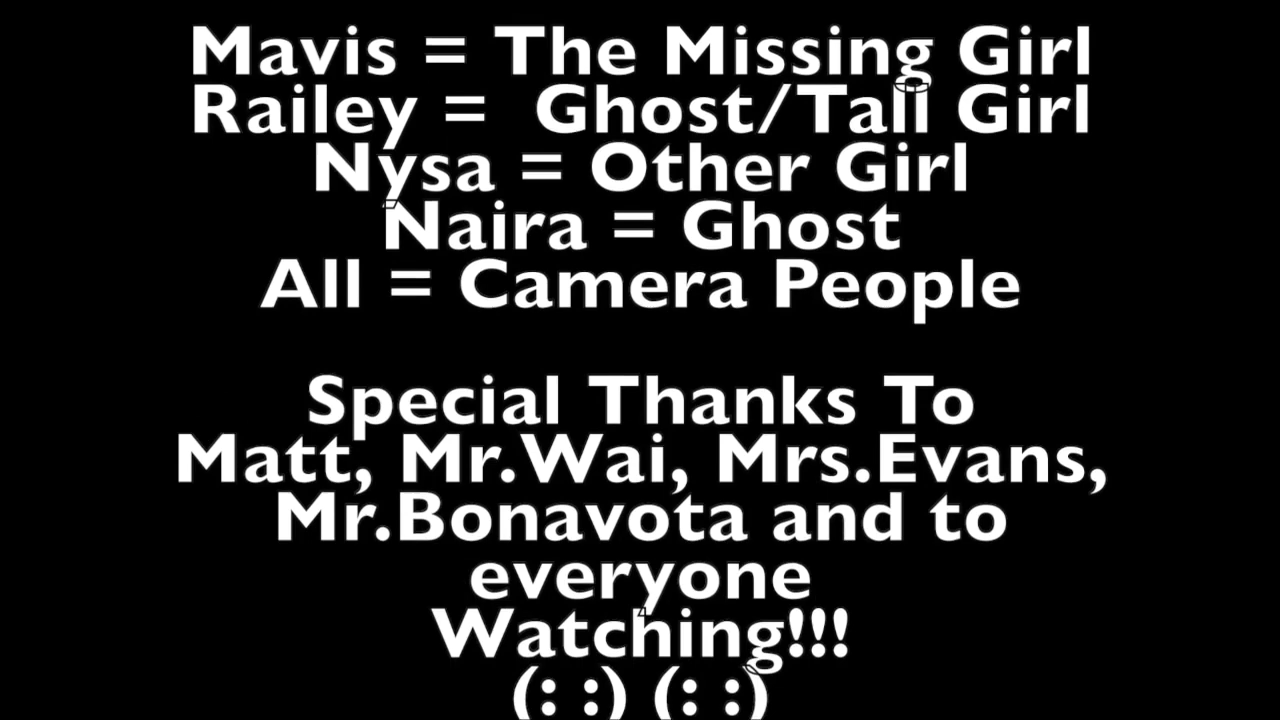 Mavis = The Missing Girl
Railey = Ghost/Tall Girl
Nysa = Other Girl
Naira = Ghost
All = Camera People
Special Thanks To
Matt, Mr.Wai, Mrs.Evans,
Mr.Bonavota and to
everyone
Watching!!!
(: :) (: :)